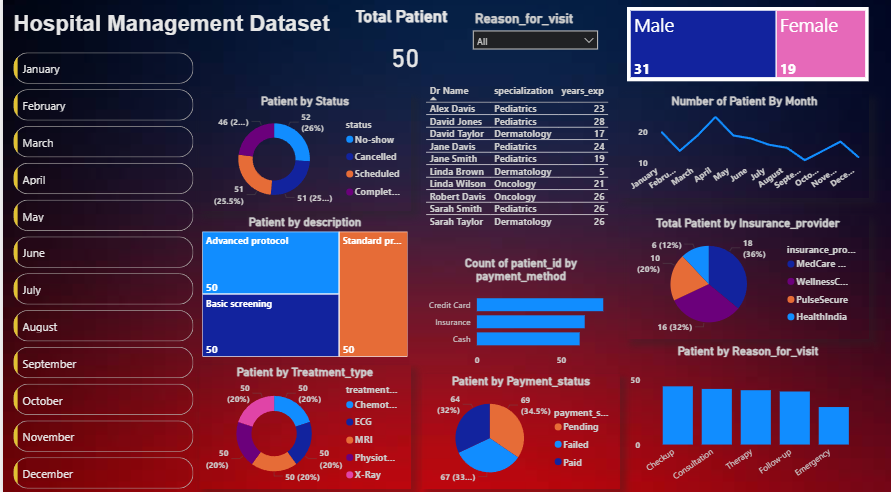 Hospital Management Dataset
Total Patient
50
Reason_for_visit
All
Male
31
Female
19
January
February
March
April
May
June
July
August
September
October
November
December
Patient by Status
46 (2...)
52
(26%)
51
(25.5%)
51 (25...)
status
No-show
Cancelled
Scheduled
Complet...
Dr Name specialization years_exp
Alex Davis Pediatrics 23
David Jones Pediatrics 28
David Taylor Dermatology 17
Jane Davis Pediatrics 24
Jane Smith Pediatrics 19
Linda Brown Dermatology 5
Linda Wilson Oncology 21
Robert Davis Oncology 26
Sarah Smith Pediatrics 26
Sarah Taylor Dermatology 26
Number of Patient By Month
20
10
January
Febru...
March
April
May
June
July
August
Septe...
Octo...
Nove...
Dece...
Patient by description
Advanced protocol
50
Standard pr...
50
Basic screening
50
Count of patient_id by
payment_method
Credit Card
Insurance
Cash
0 50
Total Patient by Insurance_provider
6 (12%)
10
(20%)
18
(36%)
16 (32%)
insurance_pro...
MedCare ...
WellnessC...
PulseSecure
HealthIndia
Patient by Treatment_type
50
(20%)
50
(20%)
50
(20%)
50
(20%)
50 (20%)
treatment...
Chemot...
ECG
MRI
Physiot...
X-Ray
Patient by Payment_status
64
(32%)
69
(34.5%)
67 (33....)
payment_s...
Pending
Failed
Paid
Patient by Reason_for_visit
50
0
Checkup
Consultation
Therapy
Follow-up
Emergency